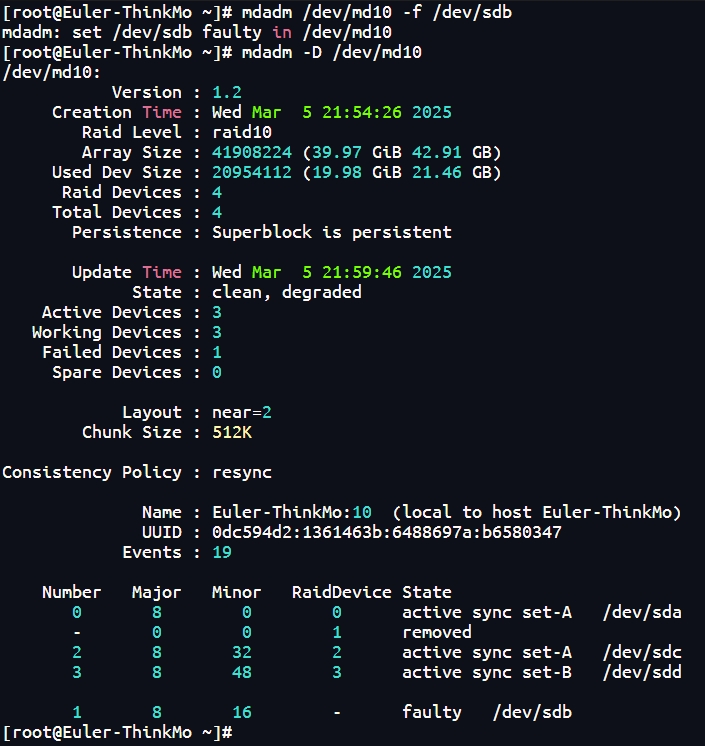 [root@Euler-ThinkMo ~]# mdadm /dev/md10 -f /dev/sdb
mdadm: set /dev/sdb faulty in /dev/md10
[root@Euler-ThinkMo ~]# mdadm -D /dev/md10
/dev/md10:
           Version : 1.2
     Creation Time : Wed Mar  5 21:54:26 2025
        Raid Level : raid10
        Array Size : 41908224 (39.97 GiB 42.91 GB)
     Used Dev Size : 20954112 (19.98 GiB 21.46 GB)
      Raid Devices : 4
     Total Devices : 4
       Persistence : Superblock is persistent

       Update Time : Wed Mar  5 21:59:46 2025
             State : clean, degraded
    Active Devices : 3
   Working Devices : 3
    Failed Devices : 1
     Spare Devices : 0

            Layout : near=2
        Chunk Size : 512K

Consistency Policy : resync

              Name : Euler-ThinkMo:10  (local to host Euler-ThinkMo)
              UUID : 0dc594d2:1361463b:6488697a:b6580347
            Events : 19

    Number   Major   Minor   RaidDevice State
       0       8        0        0      active sync set-A   /dev/sda
       -       0        0        1      removed
       2       8       32        2      active sync set-A   /dev/sdc
       3       8       48        3      active sync set-B   /dev/sdd

       1       8       16        -      faulty   /dev/sdb
[root@Euler-ThinkMo ~]#